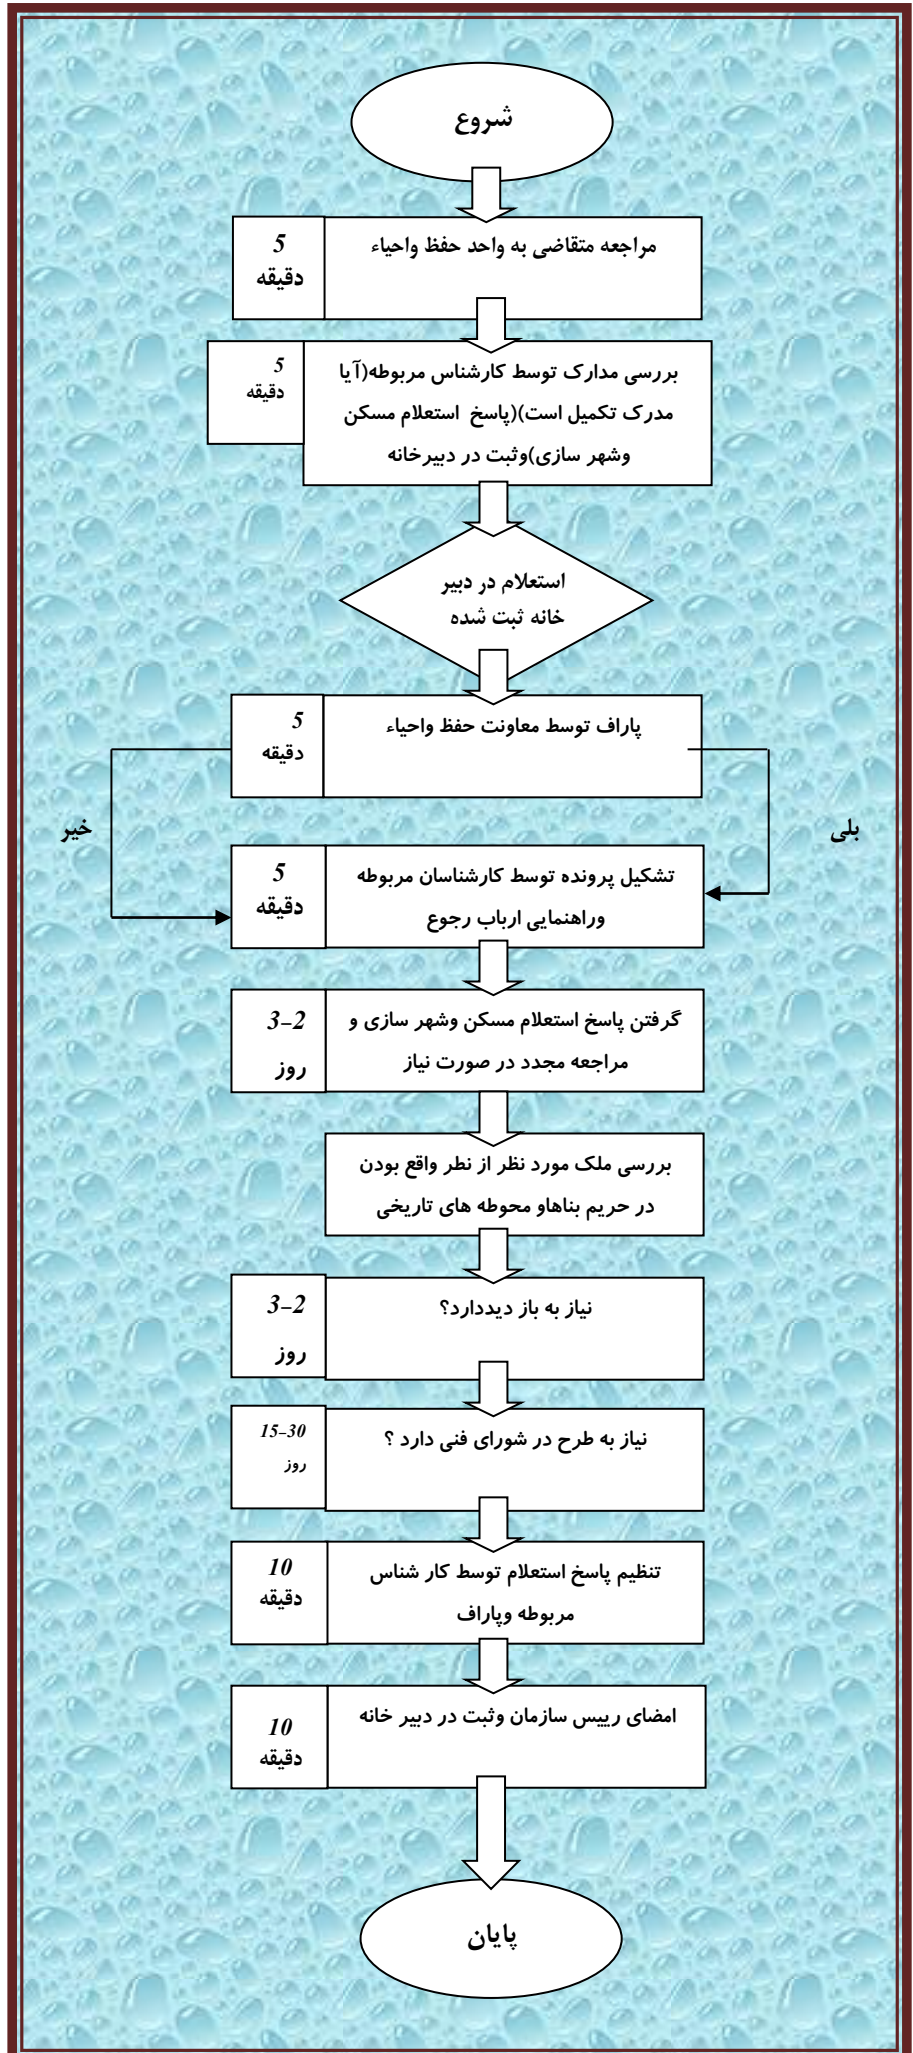 شروع
مراجعه متقاضی به واحد حفظ واحیاء
5
دقیقه
بررسی مدارک توسط کارشناس مربوطه(آیا
مدرک تکمیل است)(پاسخ استعلام مسکن
وشهر سازی)وثبت در دبیرخانه
5
دقیقه
استعلام در دبیر
خانه ثبت شده
پاراف توسط معاونت حفظ واحیاء
5
دقیقه
بلی
خیر
تشکیل پرونده توسط کارشناسان مربوطه
وراهنمایی ارباب رجوع
5
دقیقه
گرفتن پاسخ استعلام مسکن وشهر سازی و
مراجعه مجدد در صورت نیاز
3-2
روز
بررسی ملک مورد نظر از نطر واقع بودن
در حریم بناهاو محوطه های تاریخی
نیاز به باز دیددارد؟
3-2
روز
نیاز به طرح در شورای فنی دارد ؟
15-30
روز
تنظیم پاسخ استعلام توسط کار شناس
مربوطه وپاراف
10
دقیقه
امضای رییس سازمان وثبت در دبیر خانه
10
دقیقه
پایان